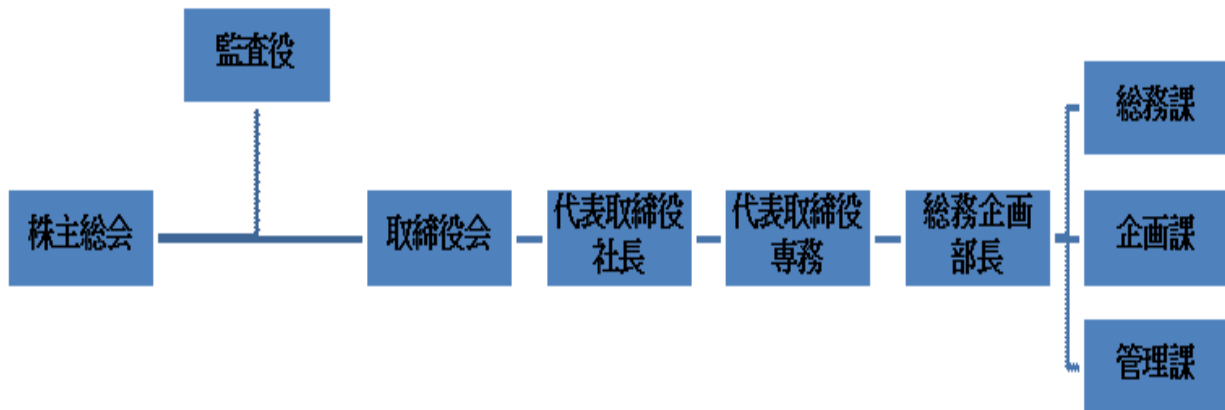 監査役
株主総会
取締役会
代表取締役
社長
代表取締役
専務
総務企画
部長
総務課
企画課
管理課